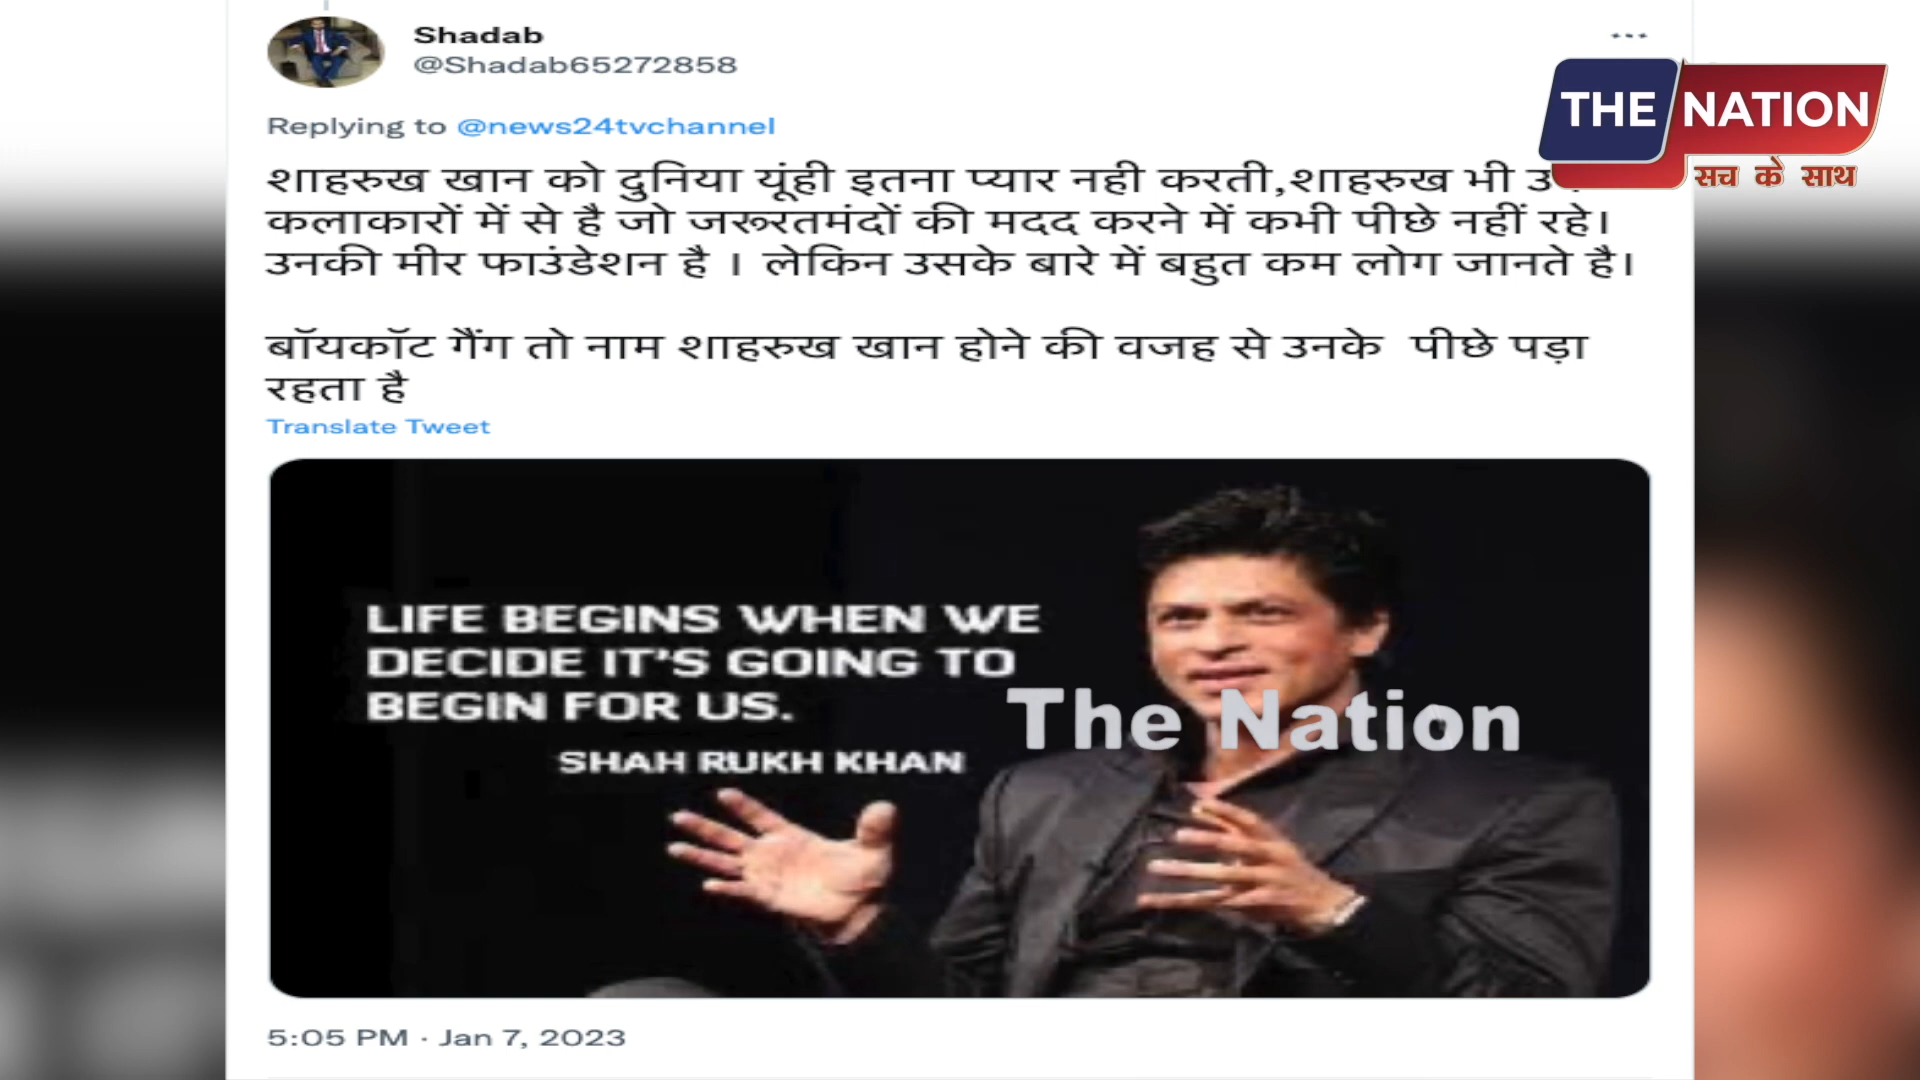 Shadab
@Shadab65272858
THE NATION
सच के साथ
Replying to @news24tvchannel
शाहरुख खान को दुनिया यूंही इतना प्यार नही करती,शाहरुख भी
कलाकारों में से है जो जरूरतमंदों की मदद करने में कभी पीछे नहीं रहे।
उनकी मीर फाउंडेशन है । लेकिन उसके बारे में बहुत कम लोग जानते है।
बॉयकॉट गैंग तो नाम शाहरुख खान होने की वजह से उनके पीछे पड़ा
रहता है
Translate Tweet
LIFE BEGINS WHEN WE
DECIDE IT'S GOING TO
BEGIN FOR US.
SHAH RUKH KHAN
The Nation
5:05 PM · Jan 7, 2023